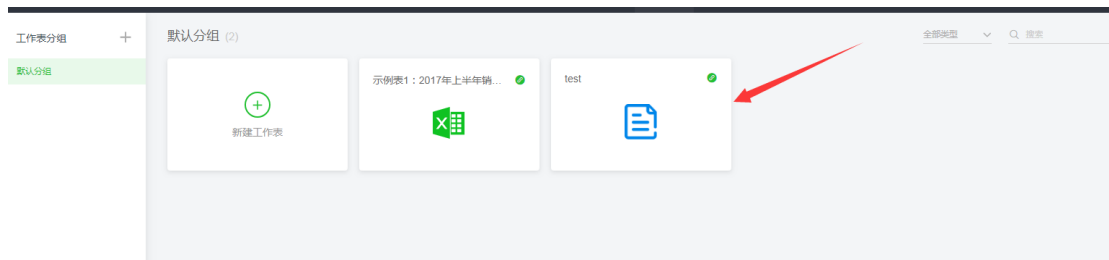 工作表分组
默认分组
默认分组 (2)
全部类型
搜索
新建工作表
示例表1：2017年上半年销...
test